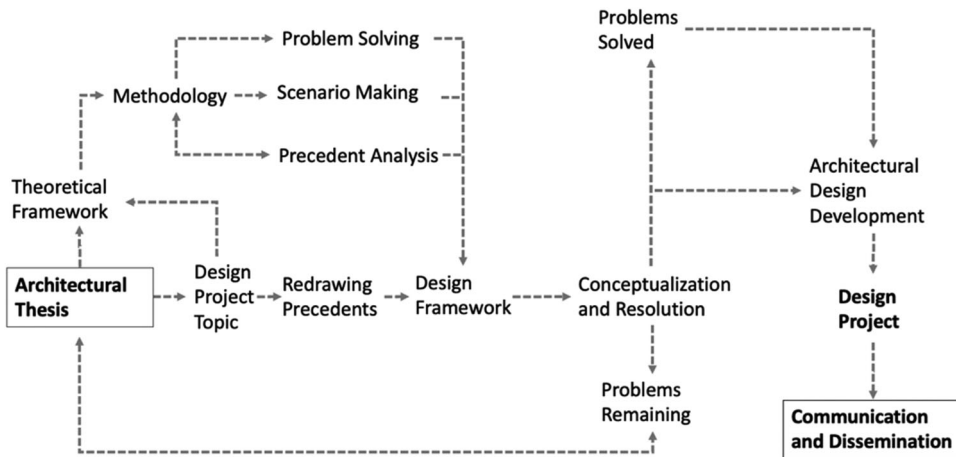 Problems
Solved
Problem Solving
Methodology
Scenario Making
Precedent Analysis
Architectural
Design
Development
Theoretical
Framework
Architectural
Thesis
Design
Project
Topic
Redrawing
Precedents
Design
Framework
Conceptualization
and Resolution
Design
Project
Problems
Remaining
Communication
and Dissemination